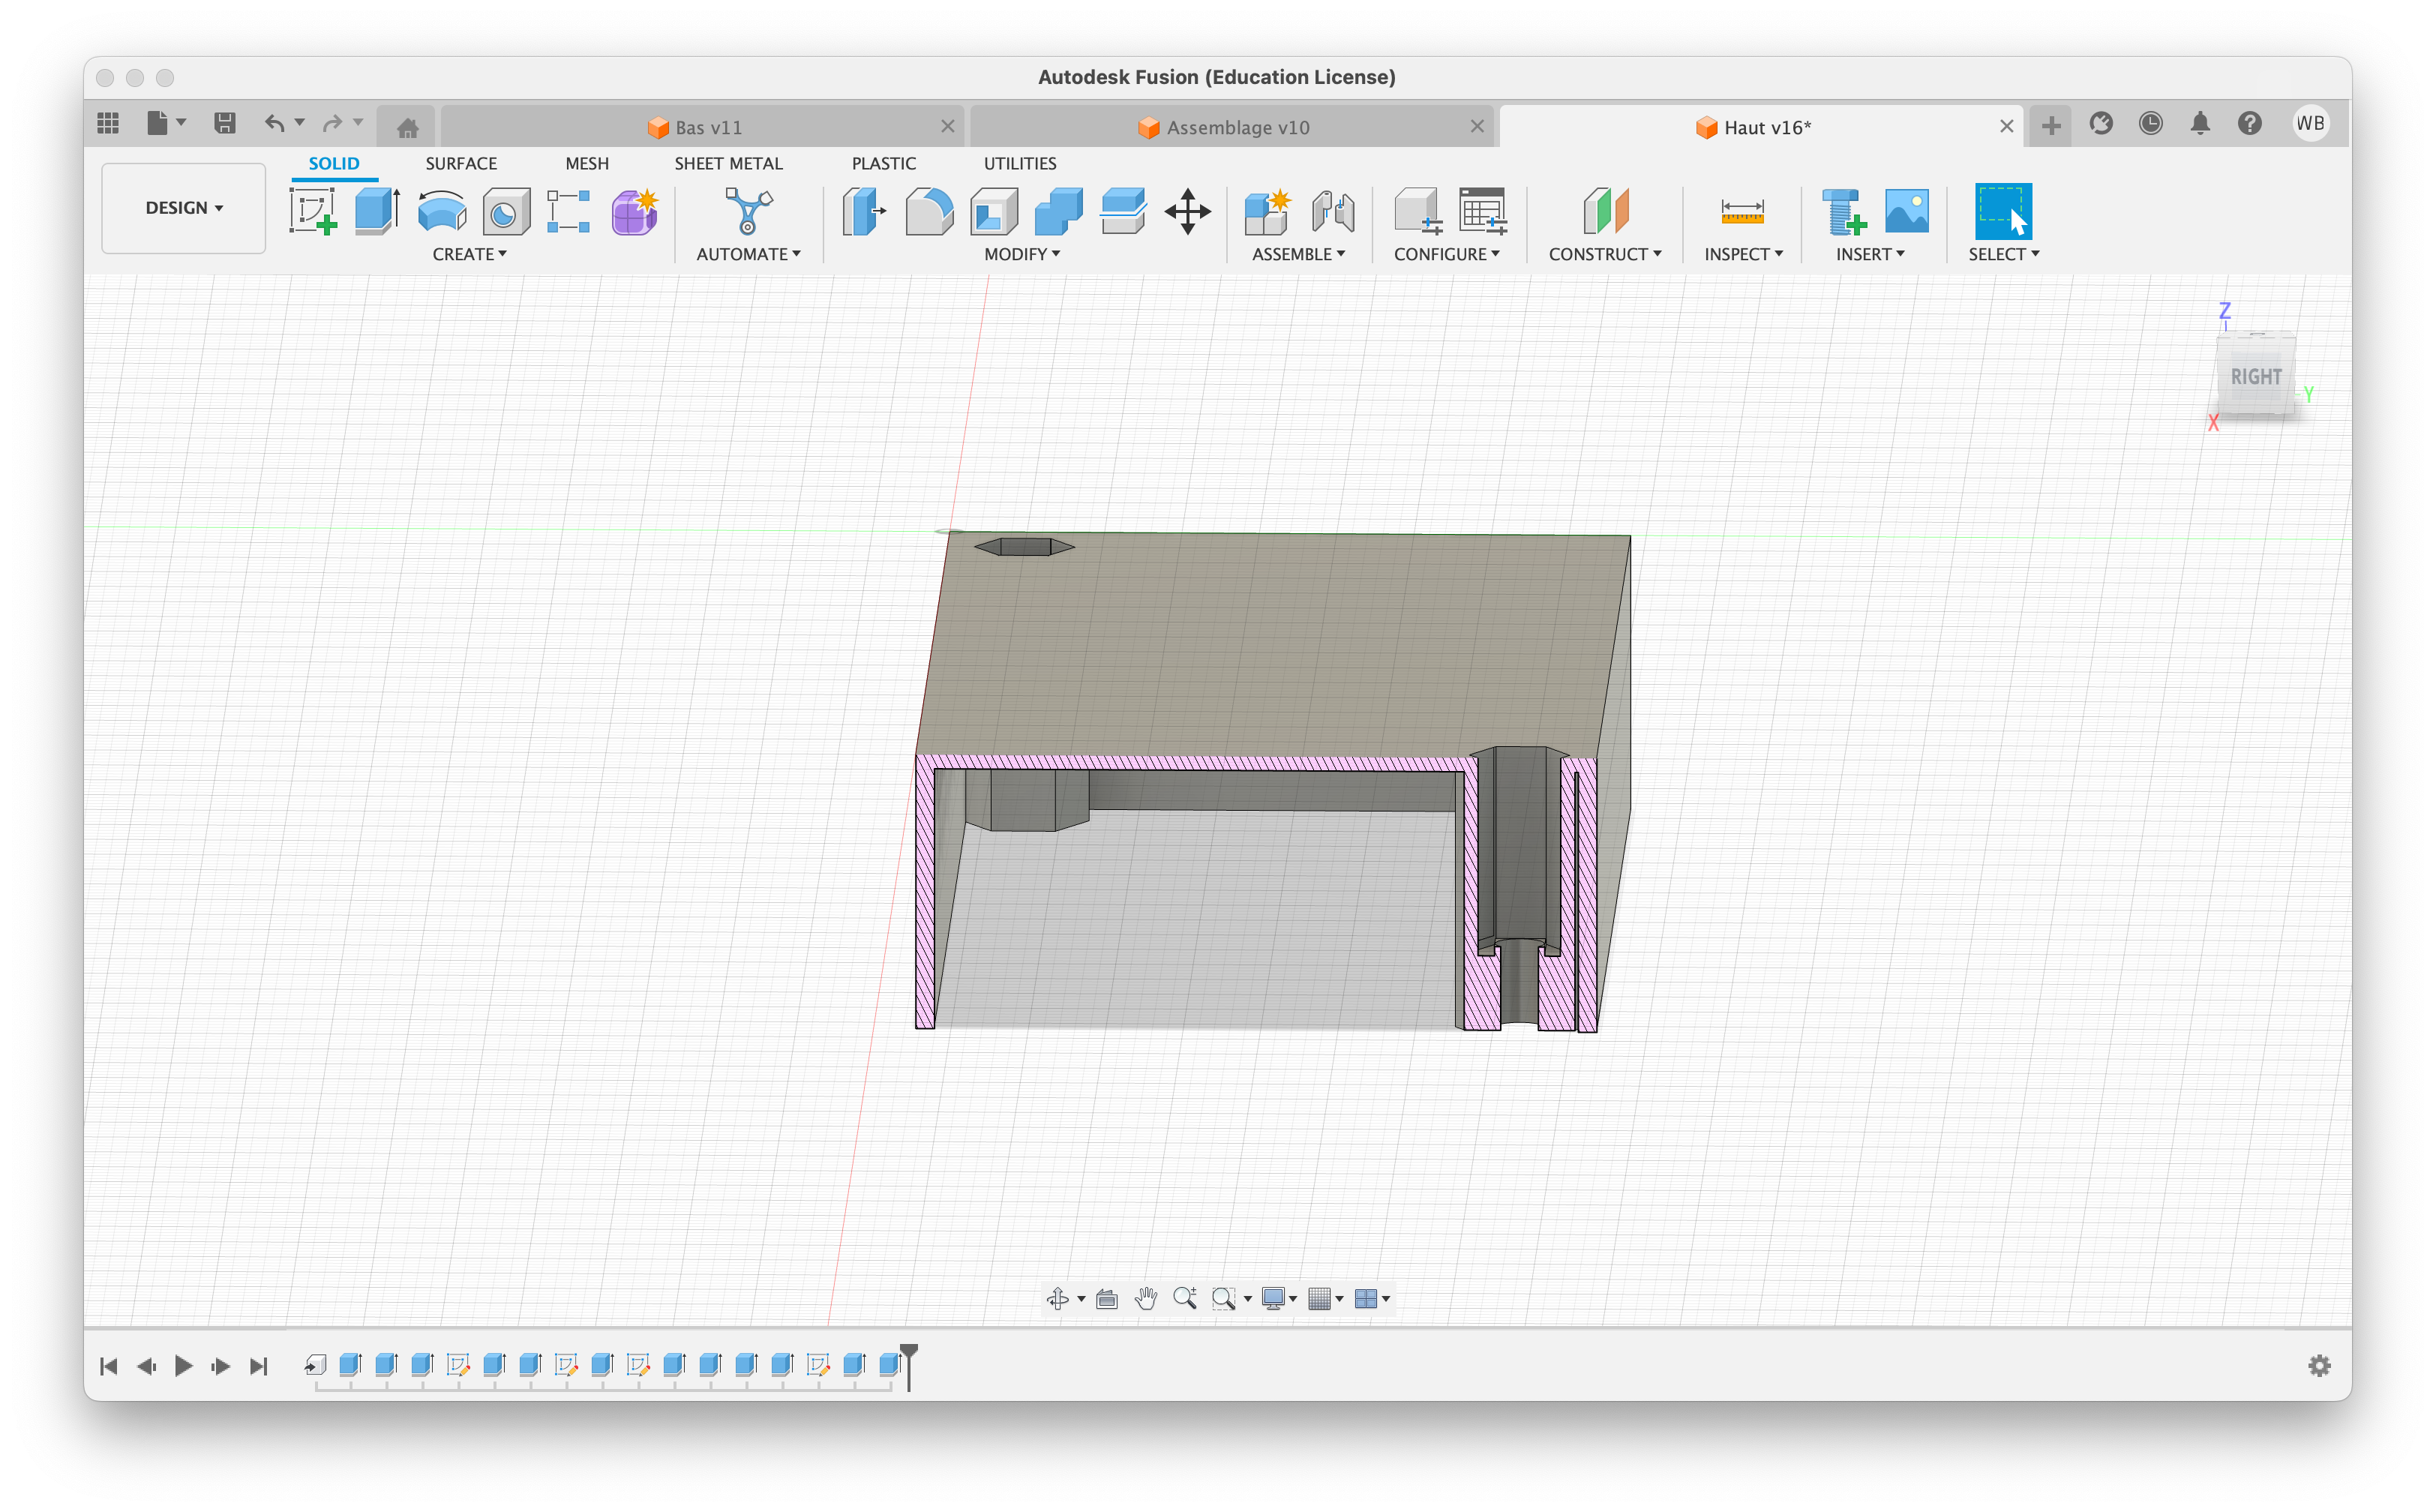 Autodesk Fusion (Education License)
Bas v11
Assemblage v10
Haut v16*
WB
DESIGN
SOLID
SURFACE
MESH
SHEET METAL
PLASTIC
UTILITIES
CREATE
AUTOMATE
MODIFY
ASSEMBLE
CONFIGURE
CONSTRUCT
INSPECT
INSERT
SELECT
Z
RIGHT
Y
X